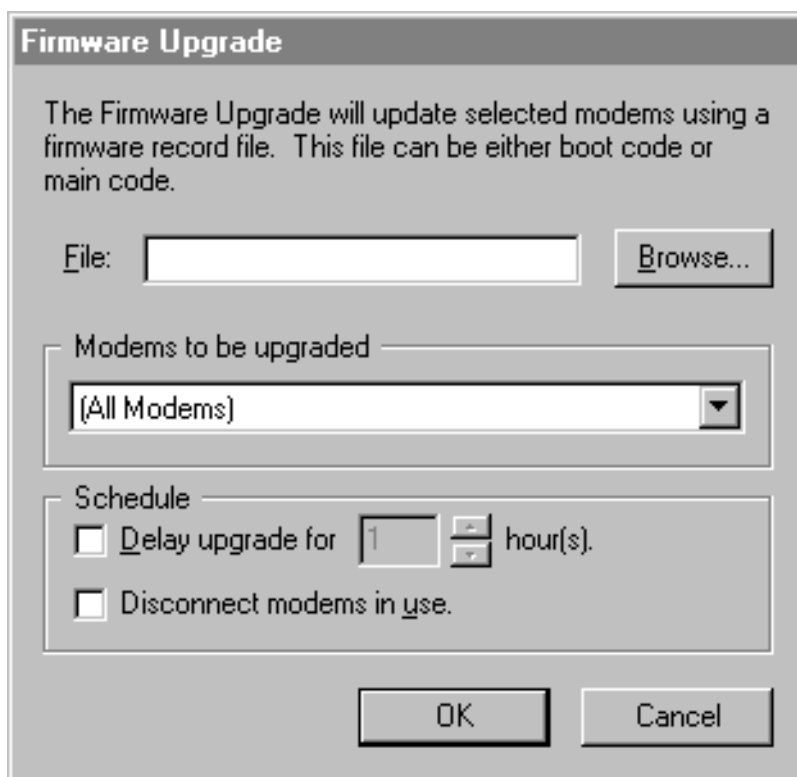 Firmware Upgrade
The Firmware Upgrade will update selected modems using a
firmware record file.  This file can be either boot code or
main code.
File:
Browse...
Modems to be upgraded
(All Modems)
Schedule
Delay upgrade for 1 hour(s).
Disconnect modems in use.
OK Cancel